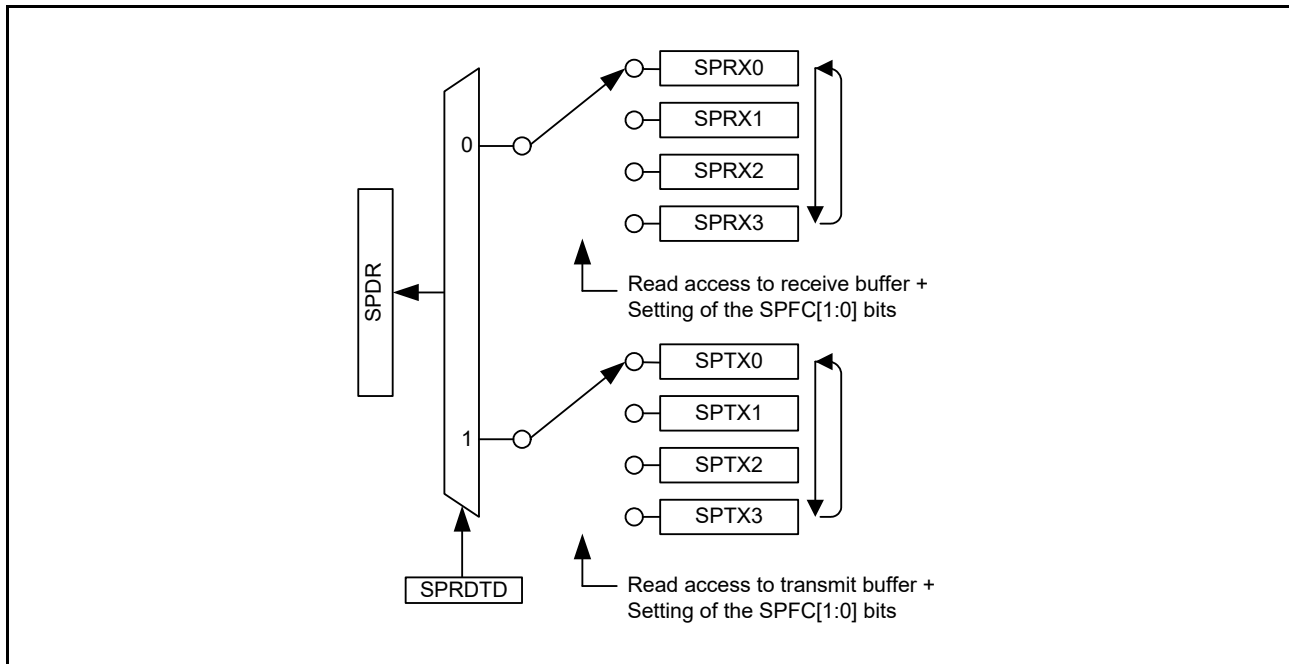 SPRX0
SPRX1
0
SPRX2
SPRX3
SPDR
Read access to receive buffer +
Setting of the SPFC[1:0] bits
SPTX0
SPTX1
1
SPTX2
SPTX3
SPRDTD
Read access to transmit buffer +
Setting of the SPFC[1:0] bits